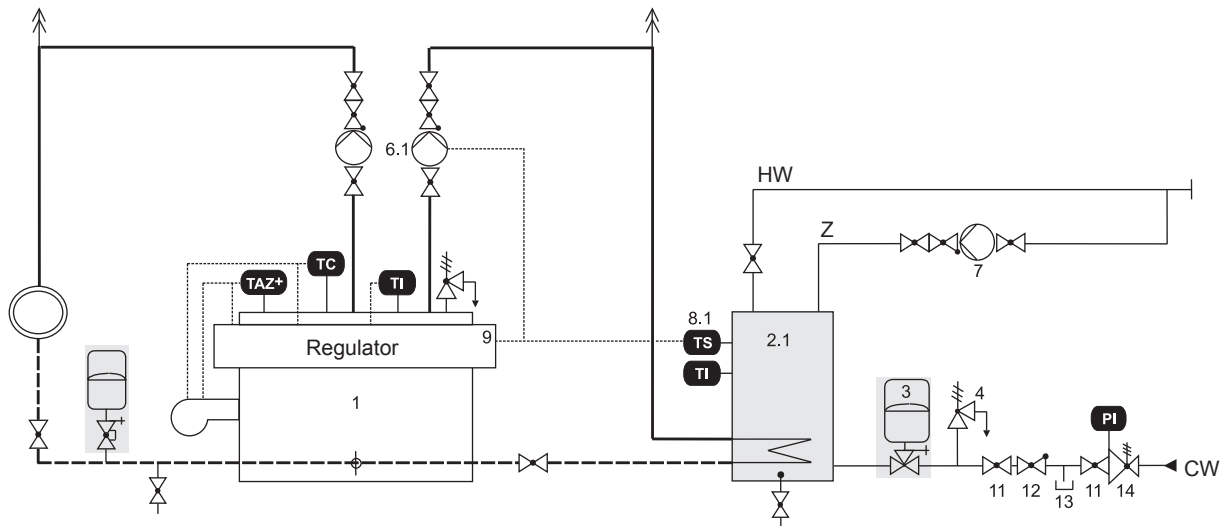 6.1
HW
Z
7
TC
TAZ+
TI
8.1
9
TS
2.1
Regulator
TI
1
3
4
PI
CW
11
12
13
11
14